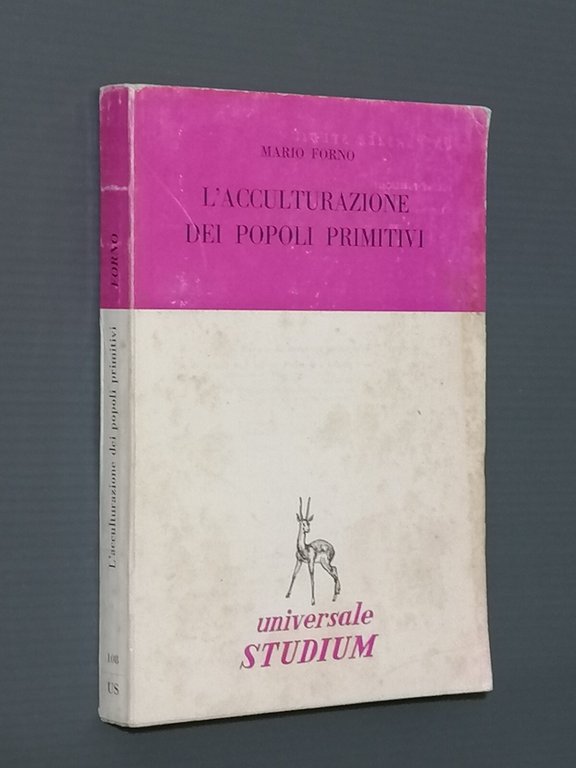 MARIO FORNO
L'ACCULTURAZIONE
DEI POPOLI PRIMITIVI
universale
STUDIUM
FORNO
L'acculturazione dei popoli primitivi
108
US